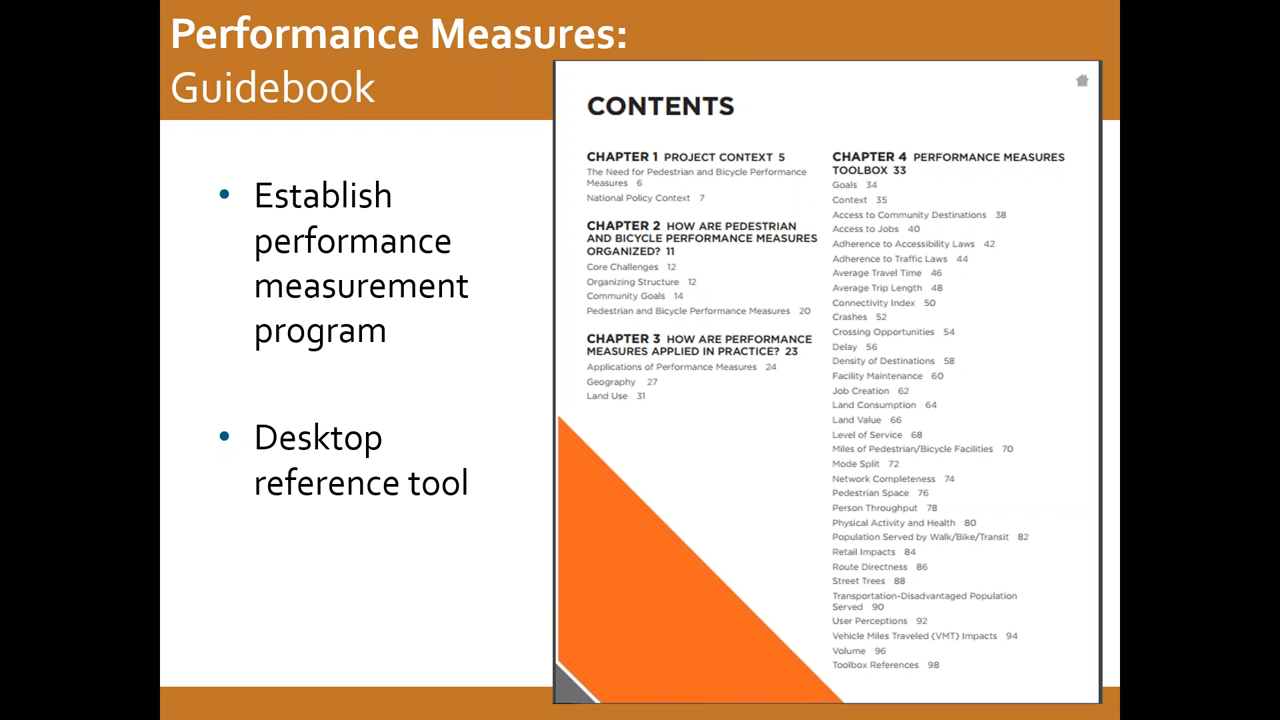 Performance Measures:
Guidebook
• Establish
performance
measurement
program
• Desktop
reference tool
CONTENTS
CHAPTER 1 PROJECT CONTEXT 5
The Need for Pedestrian and Bicycle Performance
Measures 6
National Policy Context 7
CHAPTER 2 HOW ARE PEDESTRIAN
AND BICYCLE PERFORMANCE MEASURES
ORGANIZED? 11
Core Challenges 12
Organizing Structure 12
Community Goals 14
Pedestrian and Bicycle Performance Measures 20
CHAPTER 3 HOW ARE PERFORMANCE
MEASURES APPLIED IN PRACTICE? 23
Applications of Performance Measures 24
Geography 27
Land Use 31
CHAPTER 4 PERFORMANCE MEASURES
TOOLBOX 33
Goals 34
Context 35
Access to Community Destinations 38
Access to Jobs 40
Adherence to Accessibility Laws 42
Adherence to Traffic Laws 44
Average Travel Time 46
Average Trip Length 48
Connectivity Index 50
Crashes 52
Crossing Opportunities 54
Delay 56
Density of Destinations 58
Facility Maintenance 60
Job Creation 62
Land Consumption 64
Land Value 66
Level of Service 68
Miles of Pedestrian/Bicycle Facilities 70
Mode Split 72
Network Completeness 74
Pedestrian Space 76
Person Throughput 78
Physical Activity and Health 80
Population Served by Walk/Bike/Transit 82
Retail Impacts 84
Route Directness 86
Street Trees 88
Transportation-Disadvantaged Population
Served 90
User Perceptions 92
Vehicle Miles Traveled (VMT) Impacts 94
Volume 96
Toolbox References 98